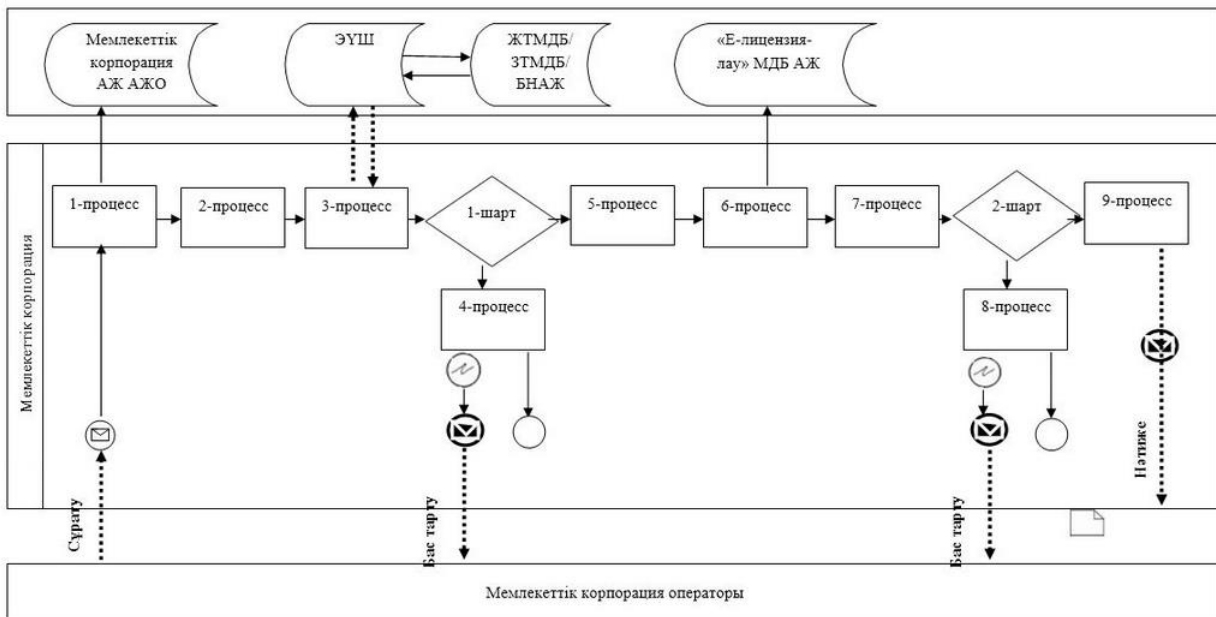 Мемлекеттік
корпорация
АЖ АЖО
ЭҮШ
ЖТМДБ/
ЗТМДБ/
БНАЖ
«Е-лицензия-
лау» МДБ АЖ
Мемлекеттік корпорация
1-процесс
2-процесс
3-процесс
1-шарт
5-процесс
6-процесс
7-процесс
2-шарт
9-процесс
4-процесс
8-процесс
Сұрату
Бас тарту
Бас тарту
Нәтиже
Мемлекеттік корпорация операторы